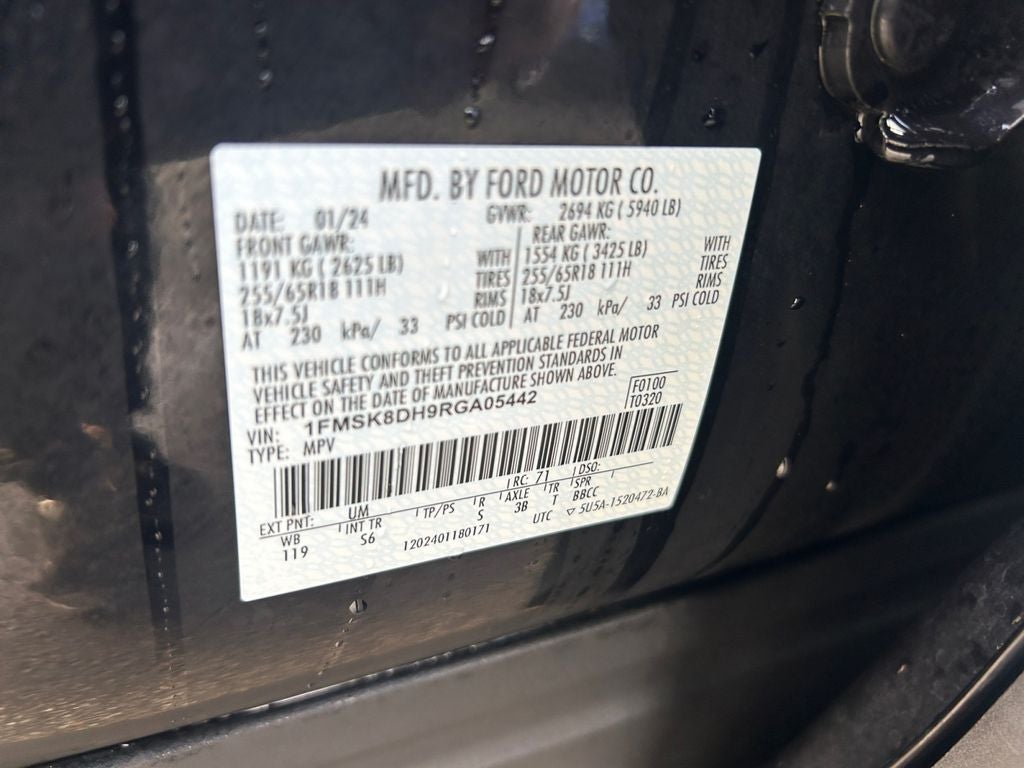 MFD. BY FORD MOTOR CO.
DATE: 01/24 GVWR: 2694 KG ( 5940 LB)
FRONT GAWR: REAR GAWR:
1191 KG ( 2625 LB) WITH 1554 KG ( 3425 LB) WITH
255/65R18 111H TIRES 255/65R18 111H TIRES
18x7.5J RIMS 18x7.5J RIMS
AT 230 kPa/ 33 PSI COLD AT 230 kPa/ 33 PSI COLD
THIS VEHICLE CONFORMS TO ALL APPLICABLE FEDERAL MOTOR
VEHICLE SAFETY AND THEFT PREVENTION STANDARDS IN
EFFECT ON THE DATE OF MANUFACTURE SHOWN ABOVE.
VIN: 1FMSK8DH9RGA05442 F0100
TYPE: MPV T0320
EXT PNT: UM RC: 71 DSO:
WB INT TR TP/PS R AXLE TR SPR
119 S6 S 3B T BBCC
1202401180171 UTC ▽ 5U5A-1520472-BA